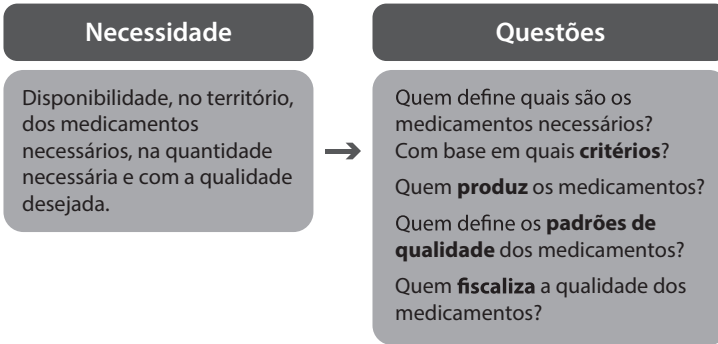 Necessidade
Disponibilidade, no território,
dos medicamentos
necessários, na quantidade
necessária e com a qualidade
desejada.
Questões
Quem define quais são os
medicamentos necessários?
Com base em quais critérios?
Quem produz os medicamentos?
Quem define os padrões de
qualidade dos medicamentos?
Quem fiscaliza a qualidade dos
medicamentos?